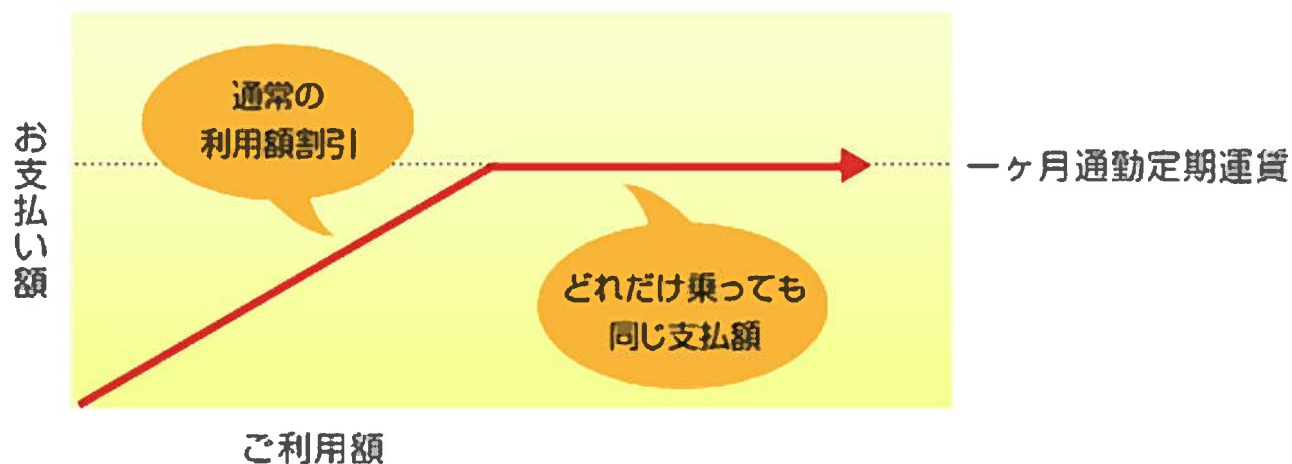 通常の
利用額割引
お支払い額
一ヶ月通勤定期運賃
どれだけ乗っても
同じ支払額
ご利用額